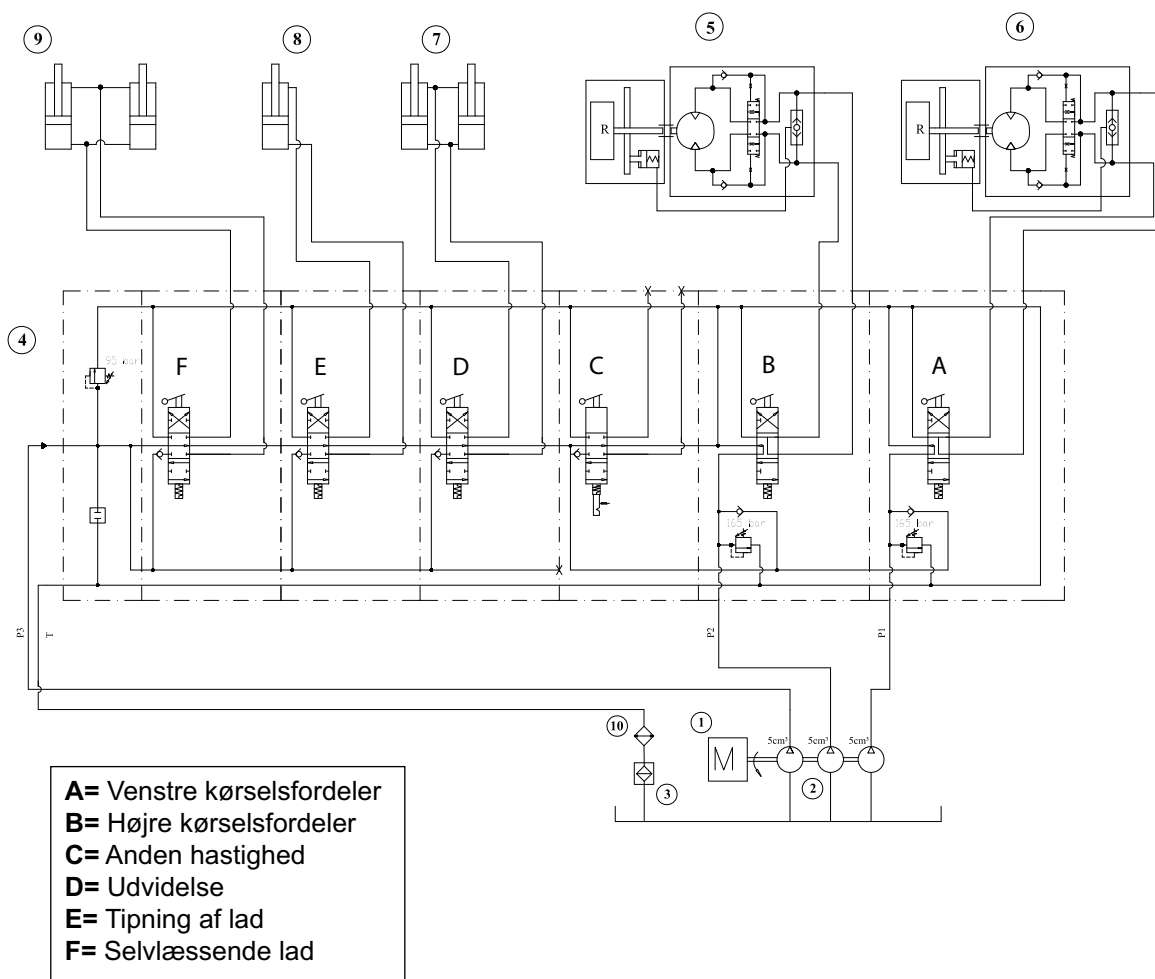 9
8
7
5
6
R
R
4
95 bar
F
E
D
C
B
A
165 bar
165 bar
P3
T
P2
P1
10
1
5cm³
5cm³
5cm³
M
3
2
A= Venstre kørselsfordeler
B= Højre kørselsfordeler
C= Anden hastighed
D= Udvidelse
E= Tipning af lad
F= Selvlæssende lad